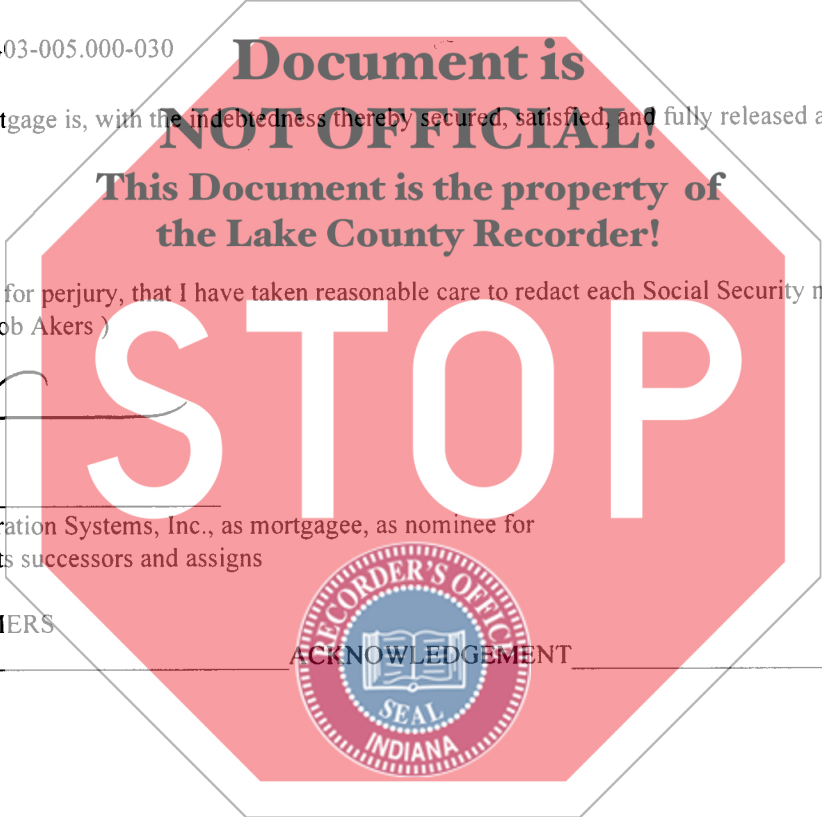 03-005.000-030
Document is
tgage is, with the indebtedness thereby secured, satisfied, and fully released a
NOT OFFICIAL!
This Document is the property of
the Lake County Recorder!
for perjury, that I have taken reasonable care to redact each Social Security n
ob Akers )
STOP
ration Systems, Inc., as mortgagee, as nominee for
ts successors and assigns
RECORDER'S OFFICE
IERS
ACKNOWLEDGEMENT
SEAL
INDIANA